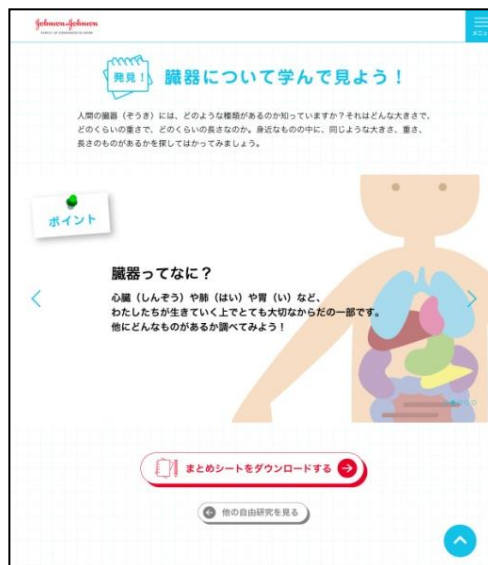 Johnson & Johnson
FAMILY OF COMPANIES IN JAPAN
メニュー
発見！
臓器について学んで見よう！
人間の臓器（ぞうき）には、どのような種類があるのか知っていますか？それはどんな大きさで、
どのくらいの重さで、どのくらいの長さなのか。身近なものの中に、同じような大きさ、重さ、
長さのものがあるかを探してはかってみましょう。
ポイント
臓器ってなに？
心臓（しんぞう）や肺（はい）や胃（い）など、
わたしたちが生きていく上でとても大切なからだの一部です。
他にどんなものがあるか調べてみよう！
まとめシートをダウンロードする
他の自由研究を見る